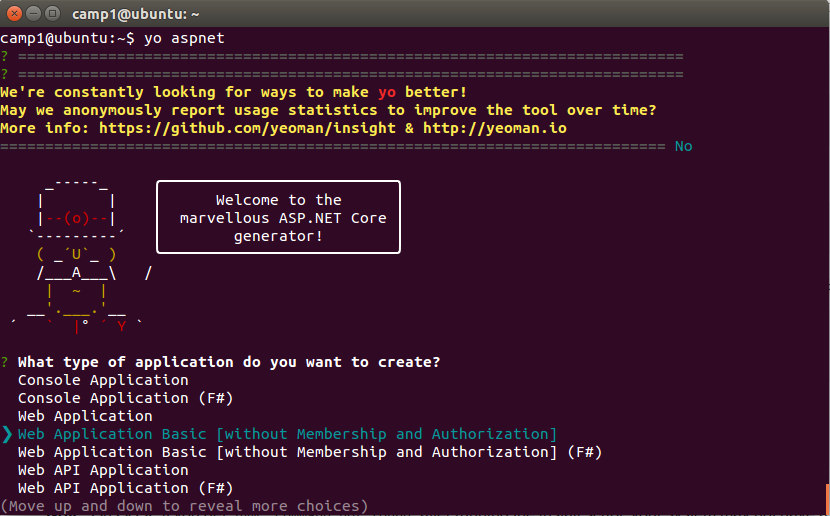 camp1@ubuntu: ~
camp1@ubuntu:~$ yo aspnet
? ==========================================================================
? ==========================================================================
We're constantly looking for ways to make yo better!
May we anonymously report usage statistics to improve the tool over time?
More info: https://github.com/yeoman/insight & http://yeoman.io
========================================================================== No
     _-----_
    |       |
    |--(o)--|
   `---------´
    ( _´U`_ )
    /___A___\   /
     |  ~  |
   __'.___.'__
 ´   `  |° ´ Y `
Welcome to the
marvellous ASP.NET Core
generator!
? What type of application do you want to create?
  Console Application
  Console Application (F#)
  Web Application
❯ Web Application Basic [without Membership and Authorization]
  Web Application Basic [without Membership and Authorization] (F#)
  Web API Application
  Web API Application (F#)
(Move up and down to reveal more choices)